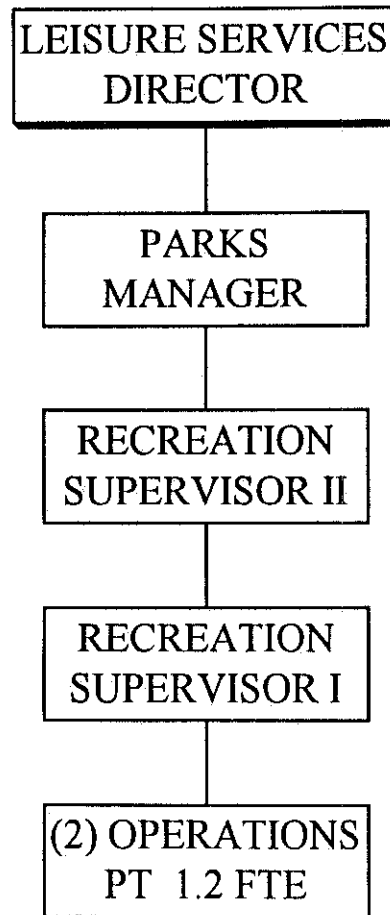 LEISURE SERVICES
DIRECTOR
PARKS
MANAGER
RECREATION
SUPERVISOR II
RECREATION
SUPERVISOR I
(2) OPERATIONS
PT 1.2 FTE